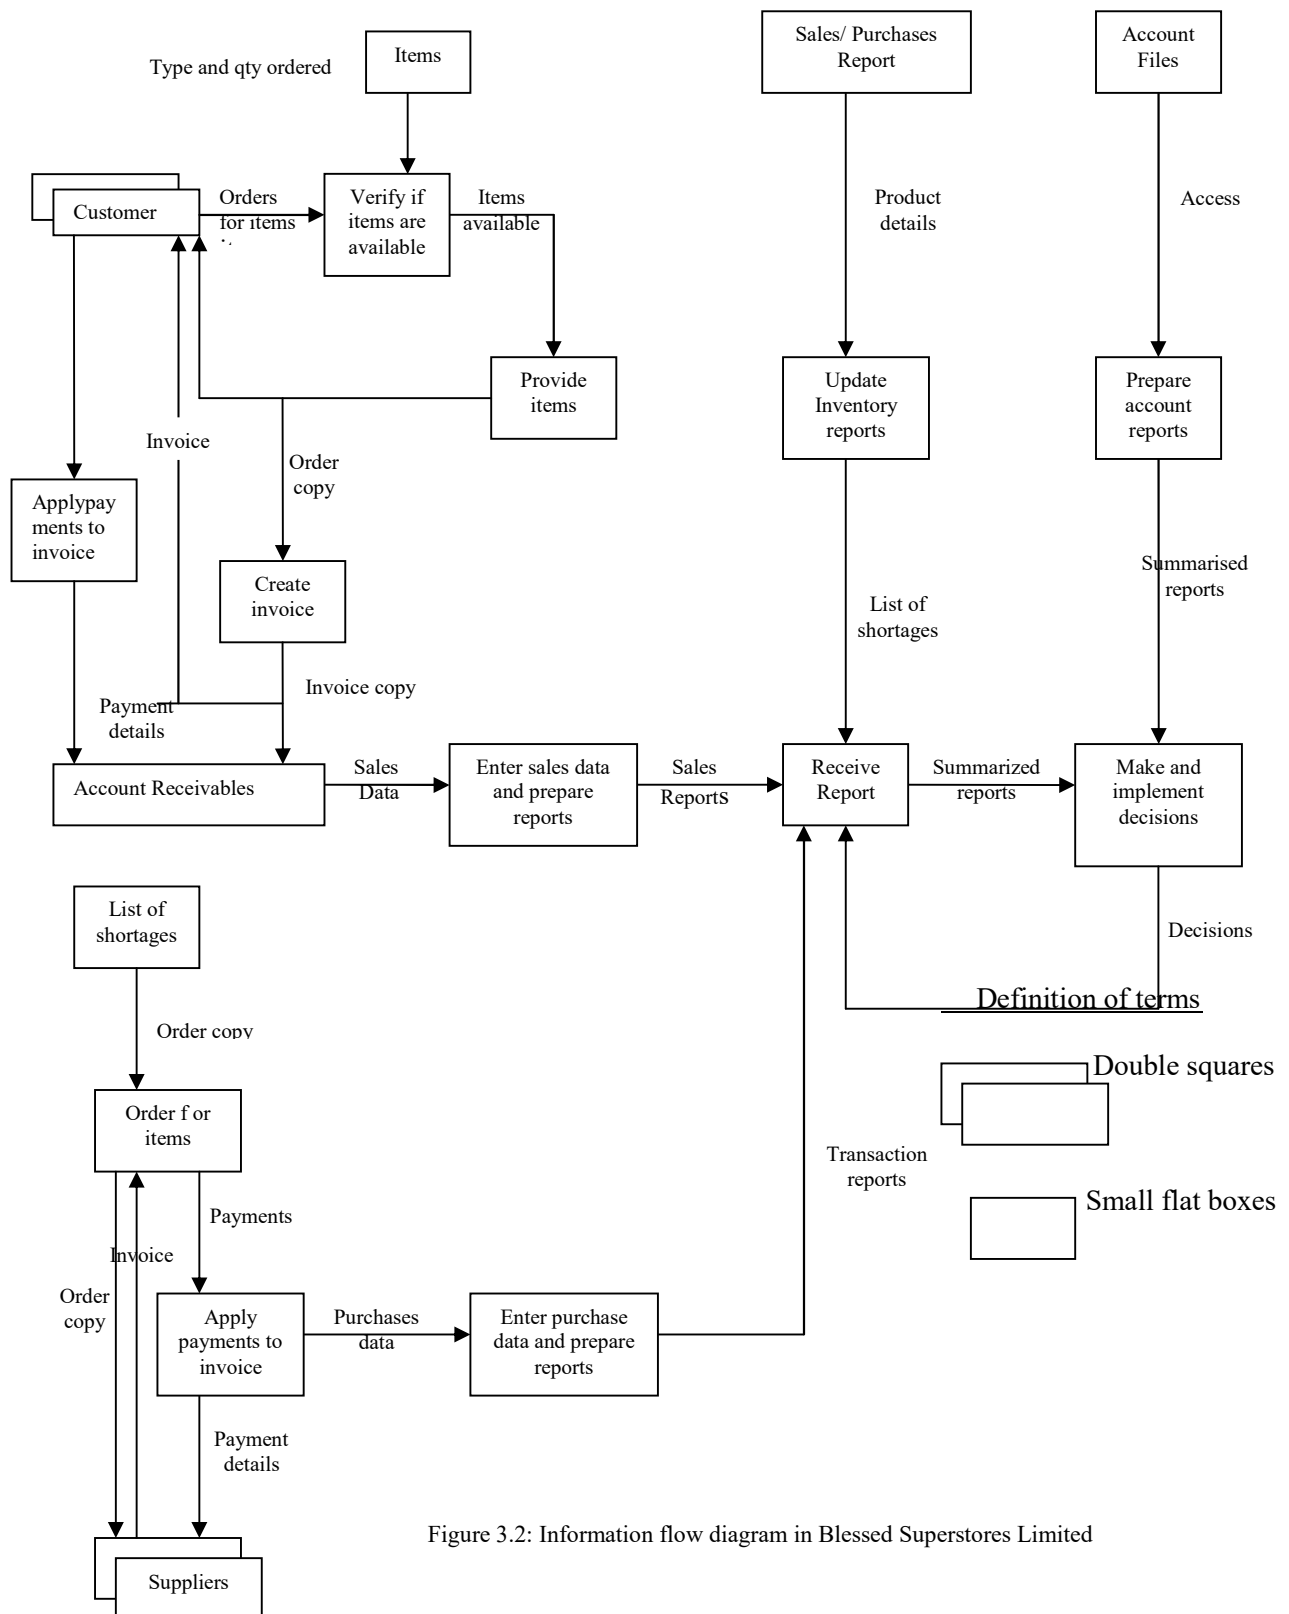 Items
Type and qty ordered
Sales/ Purchases
Report
Account
Files
Customer
Orders
for items
Verify if
items are
available
Items
available
Product
details
Access
Provide
items
Update
Inventory
reports
Prepare
account
reports
Invoice
Order
copy
Applypay
ments to
invoice
Create
invoice
Summarised
reports
List of
shortages
Invoice copy
Payment
details
Account Receivables
Sales
Data
Enter sales data
and prepare
reports
Sales
Reports
Receive
Report
Summarized
reports
Make and
implement
decisions
List of
shortages
Decisions
Definition of terms
Order copy
Double squares
Order f or
items
Transaction
reports
Small flat boxes
Payments
Invoice
Order
copy
Apply
payments to
invoice
Purchases
data
Enter purchase
data and prepare
reports
Payment
details
Figure 3.2: Information flow diagram in Blessed Superstores Limited
Suppliers